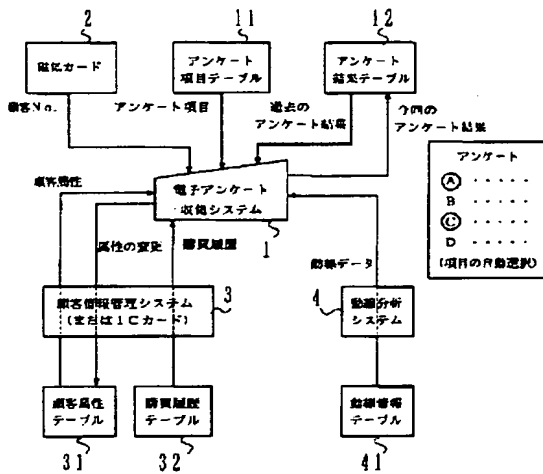 2
11
12
磁気カード
アンケート
項目テーブル
アンケート
結果テーブル
顧客No.
アンケート項目
過去の
アンケート結果
今回の
アンケート結果
顧客属性
電子アンケート
収集システム
1
属性の変更
購買履歴
動線データ
アンケート
A ・・・・・
B ・・・・・
C ・・・・・
D ・・・・・
(項目の自動選択)
顧客情報管理システム
(またはICカード)
3
4
動線分析
システム
顧客属性
テーブル
購買履歴
テーブル
動線情報
テーブル
31
32
41